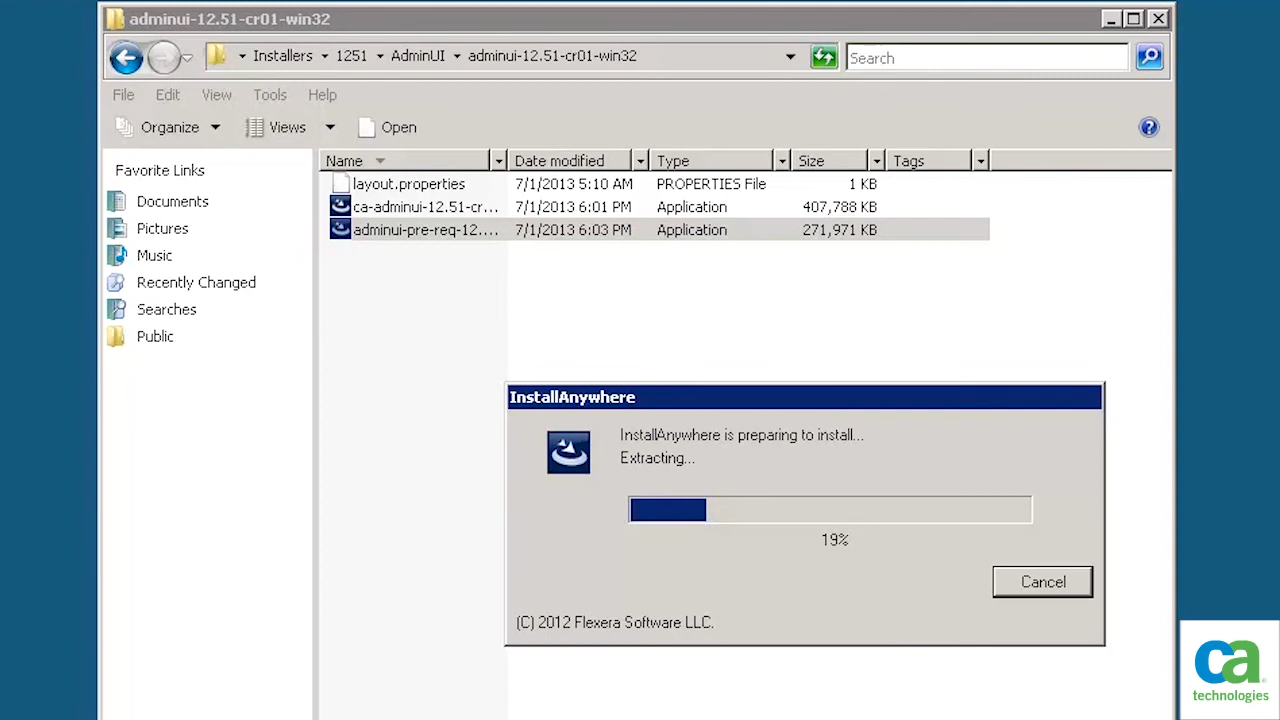 adminui-12.51-cr01-win32
Installers 1251 AdminUI adminui-12.51-cr01-win32
Search
File Edit View Tools Help
Organize Views Open
Favorite Links
Documents
Pictures
Music
Recently Changed
Searches
Public
Name Date modified Type Size Tags
layout.properties 7/1/2013 5:10 AM PROPERTIES File 1 KB
ca-adminui-12.51-cr... 7/1/2013 6:01 PM Application 407,788 KB
adminui-pre-req-12.... 7/1/2013 6:03 PM Application 271,971 KB
InstallAnywhere
InstallAnywhere is preparing to install...
Extracting...
19%
Cancel
(C) 2012 Flexera Software LLC.
ca
technologies